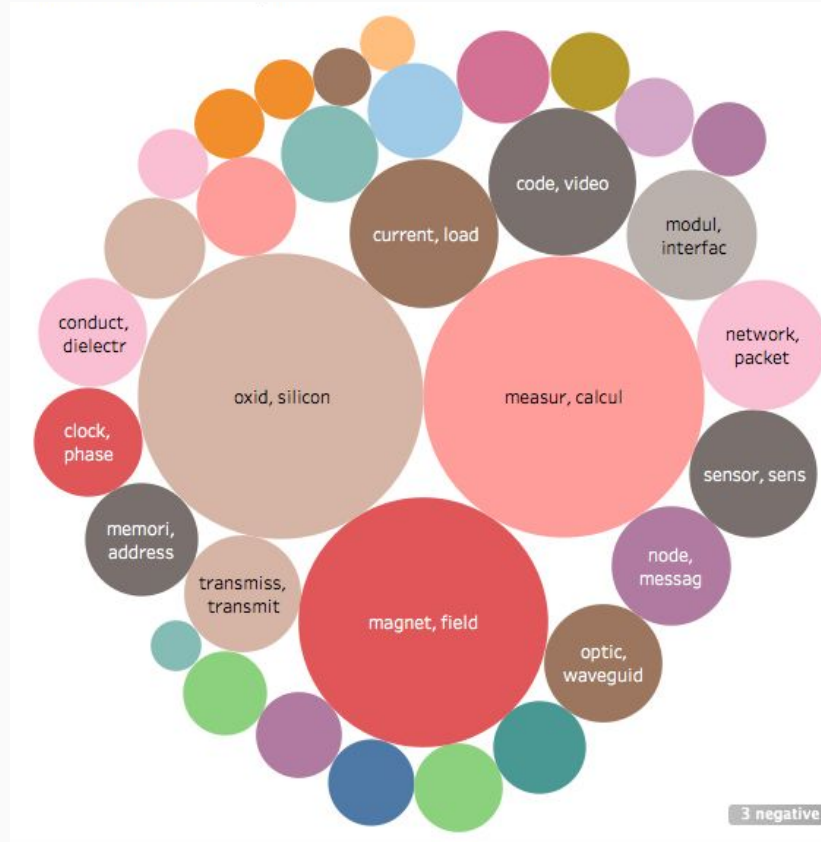 code, video
current, load
modul,
interfac
conduct,
dielectr
network,
packet
oxid, silicon
measur, calcul
clock,
phase
sensor, sens
memori,
address
node,
messag
transmiss,
transmit
magnet, field
optic,
waveguid
3 negative